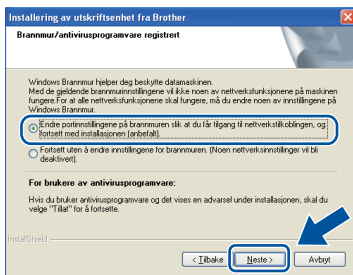 Installering av utskriftsenhet fra Brother
Brannmur/antivirusprogramvare registrert
Windows Brannmur hjelper deg beskytte datamaskinen.
Med de gjeldende brannmurinnstillingene vil ikke noen av nettverksfunksjonene på maskinen
fungere.For at alle nettverksfunksjonene skal fungere, må du endre noen av innstillingene på
Windows Brannmur.
Endre portinnstillingene på brannmuren slik at du får tilgang til nettverkstilkoblingen, og
fortsett med installasjonen (anbefalt).
Fortsett uten å endre innstillingene for brannmuren. (Noen nettverksinnstillinger vil bli
deaktivert).
For brukere av antivirusprogramvare:
Hvis du bruker antivirusprogramvare og det vises en advarsel under installasjonen, skal du
velge "Tillat" for å fortsette.
InstallShield
< Tilbake Neste > Avbryt